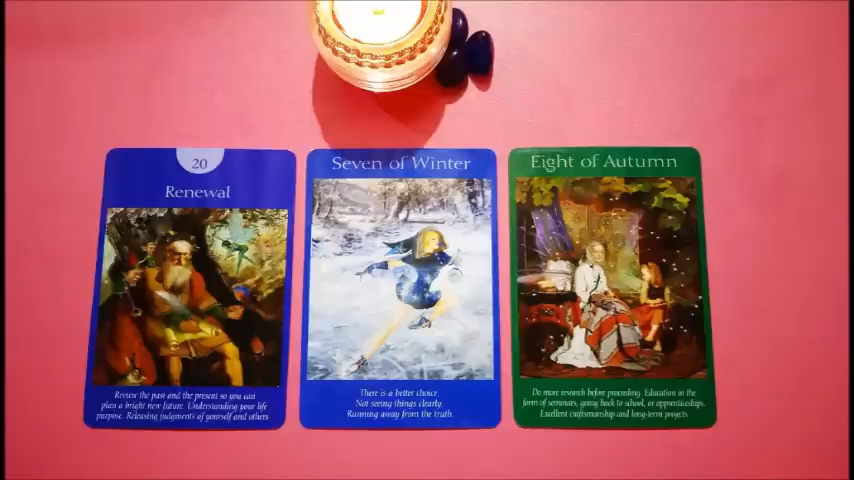 20
Renewal
Review the past and the present so you can
plan a bright new future. Understanding your life
purpose. Releasing judgments of yourself and others
Seven of Winter
There is a better choice.
Not seeing things clearly.
Running away from the truth.
Eight of Autumn
Do more research before proceeding. Education in the
form of seminars, going back to school, or apprenticeships.
Excellent craftsmanship and long-term projects